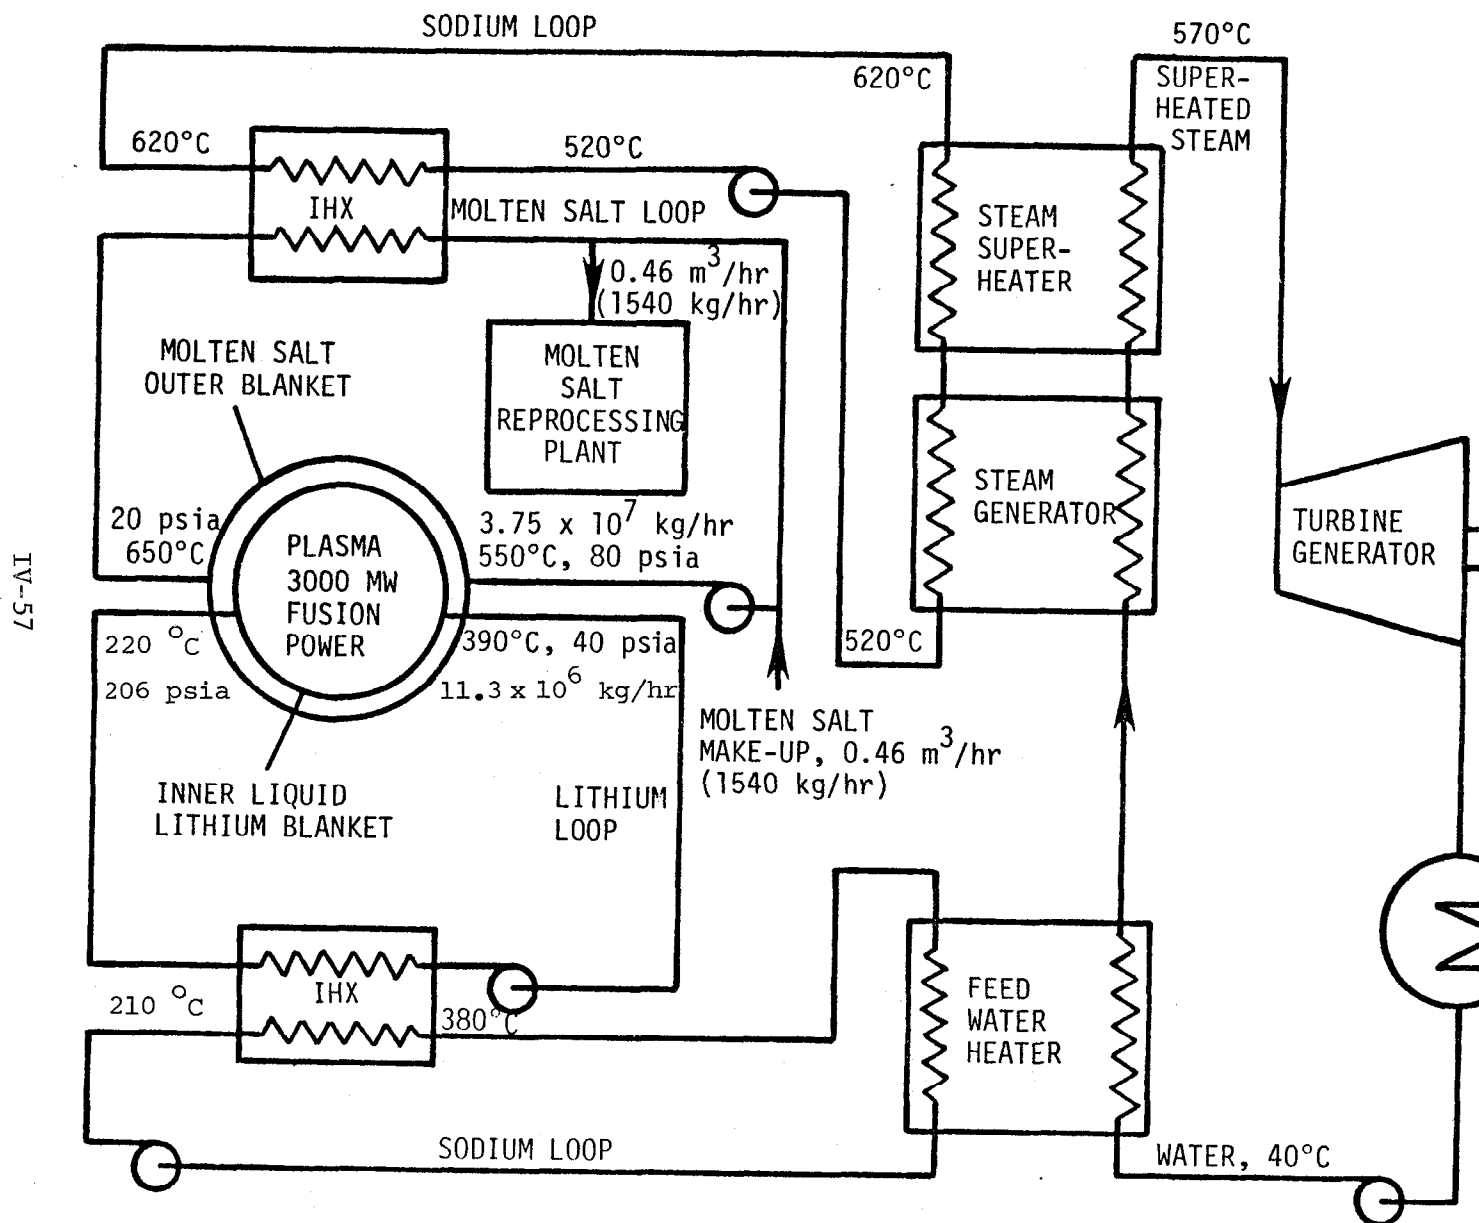 SODIUM LOOP
570°C
620°C
SUPER-
HEATED
STEAM
620°C
520°C
IHX
MOLTEN SALT LOOP
STEAM
SUPER-
HEATER
0.46 m³/hr
(1540 kg/hr)
MOLTEN SALT
OUTER BLANKET
MOLTEN
SALT
REPROCESSING
PLANT
STEAM
GENERATOR
20 psia
650°C
3.75 x 10⁷ kg/hr
550°C, 80 psia
PLASMA
3000 MW
FUSION
POWER
TURBINE
GENERATOR
IV-57
220 °C
206 psia
390°C, 40 psia
11.3 x 10⁶ kg/hr
520°C
MOLTEN SALT
MAKE-UP, 0.46 m³/hr
(1540 kg/hr)
INNER LIQUID
LITHIUM BLANKET
LITHIUM
LOOP
210 °C
IHX
380°C
FEED
WATER
HEATER
SODIUM LOOP
WATER, 40°C